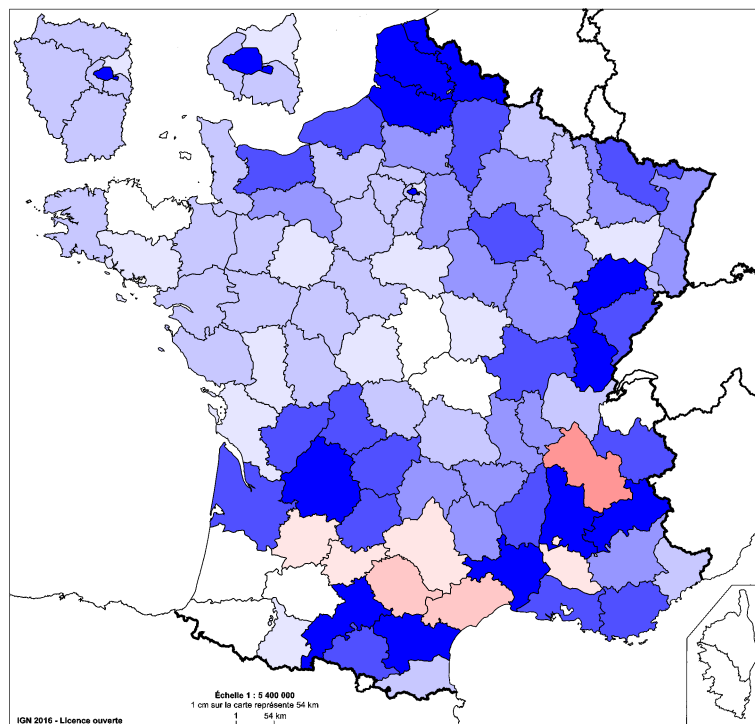 Échelle 1 : 5 400 000
1 cm sur la carte représente 54 km
1 54 km
IGN 2016 - Licence ouverte